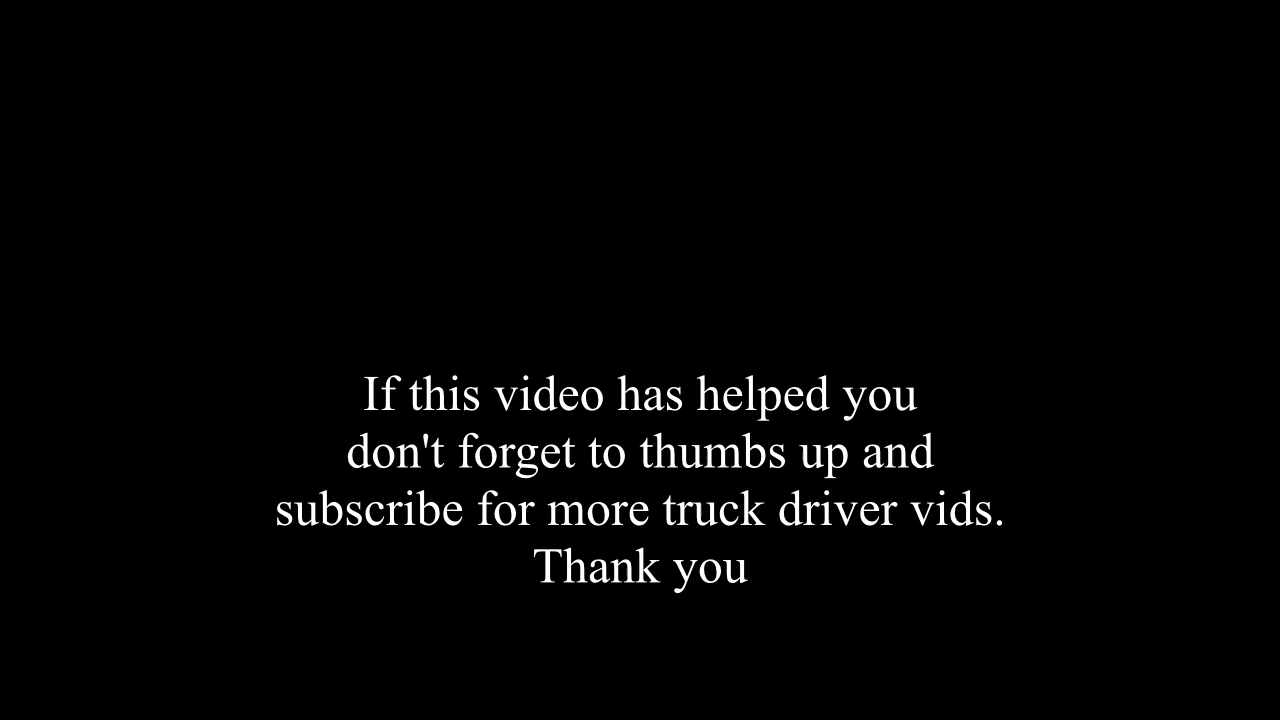 If this video has helped you
don't forget to thumbs up and
subscribe for more truck driver vids.
Thank you